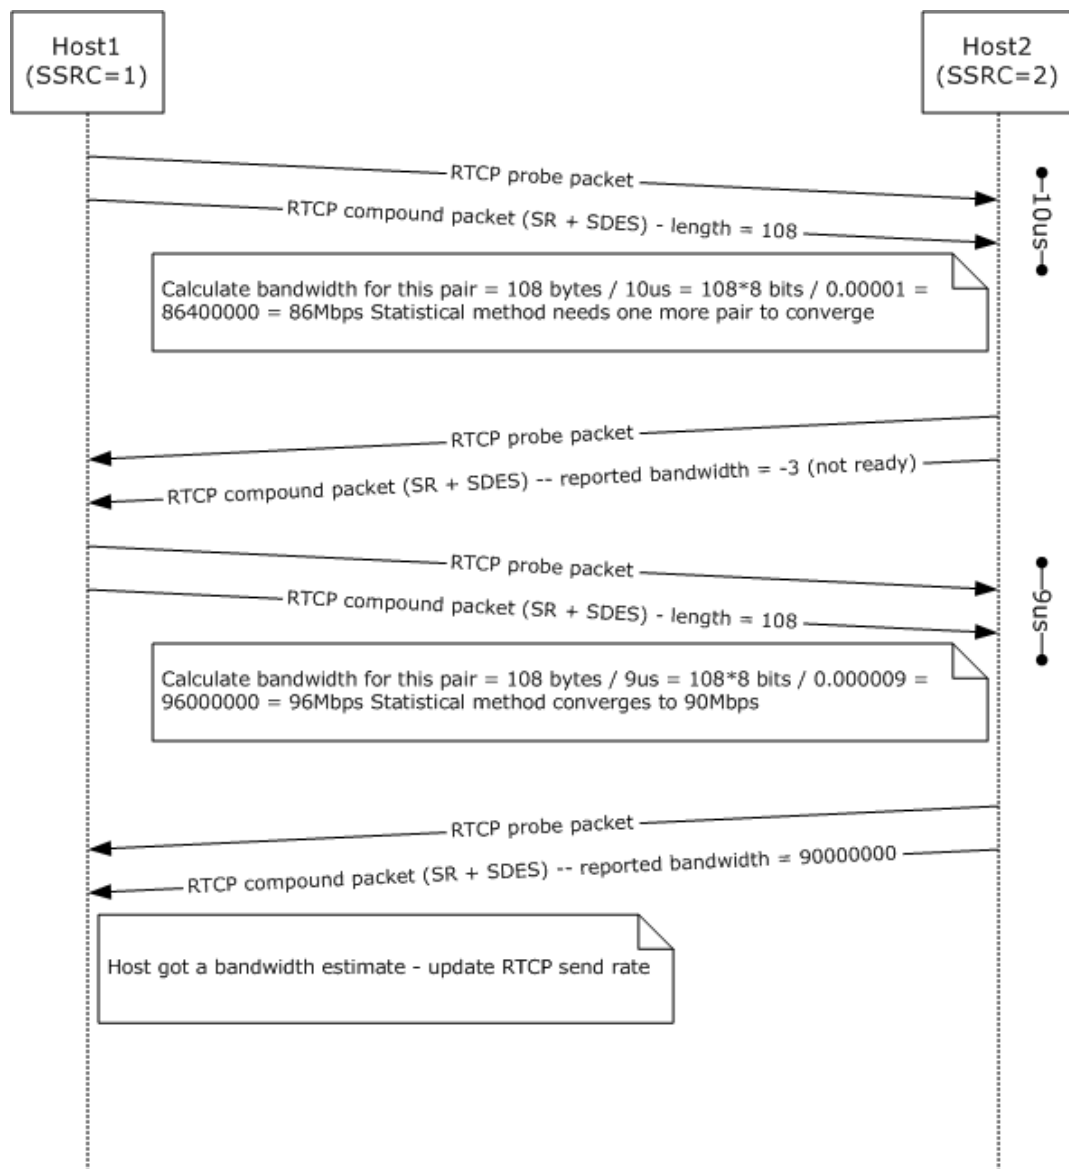 Host1
(SSRC=1)
Host2
(SSRC=2)
RTCP probe packet
RTCP compound packet (SR + SDES) - length = 108
10us
Calculate bandwidth for this pair = 108 bytes / 10us = 108*8 bits / 0.00001 =
86400000 = 86Mbps Statistical method needs one more pair to converge
RTCP probe packet
RTCP compound packet (SR + SDES) -- reported bandwidth = -3 (not ready)
RTCP probe packet
RTCP compound packet (SR + SDES) - length = 108
9us
Calculate bandwidth for this pair = 108 bytes / 9us = 108*8 bits / 0.000009 =
96000000 = 96Mbps Statistical method converges to 90Mbps
RTCP probe packet
RTCP compound packet (SR + SDES) -- reported bandwidth = 90000000
Host got a bandwidth estimate - update RTCP send rate